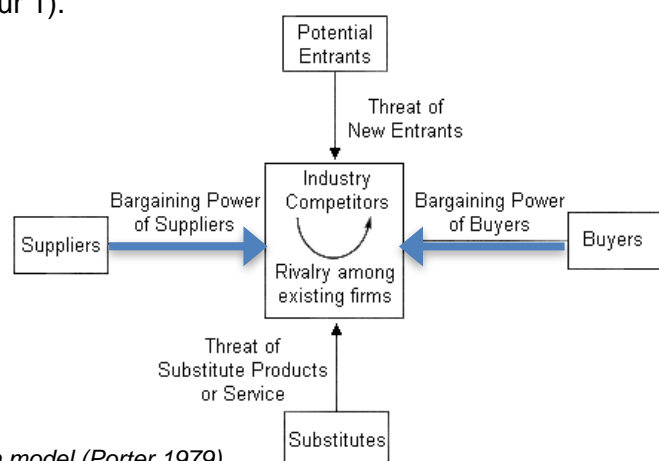 ur 1).
Potential
Entrants
Threat of
New Entrants
Industry
Competitors
Bargaining Power
of Suppliers
Bargaining Power
of Buyers
Suppliers
Buyers
Rivalry among
existing firms
Threat of
Substitute Products
or Service
Substitutes
model (Porter 1979)